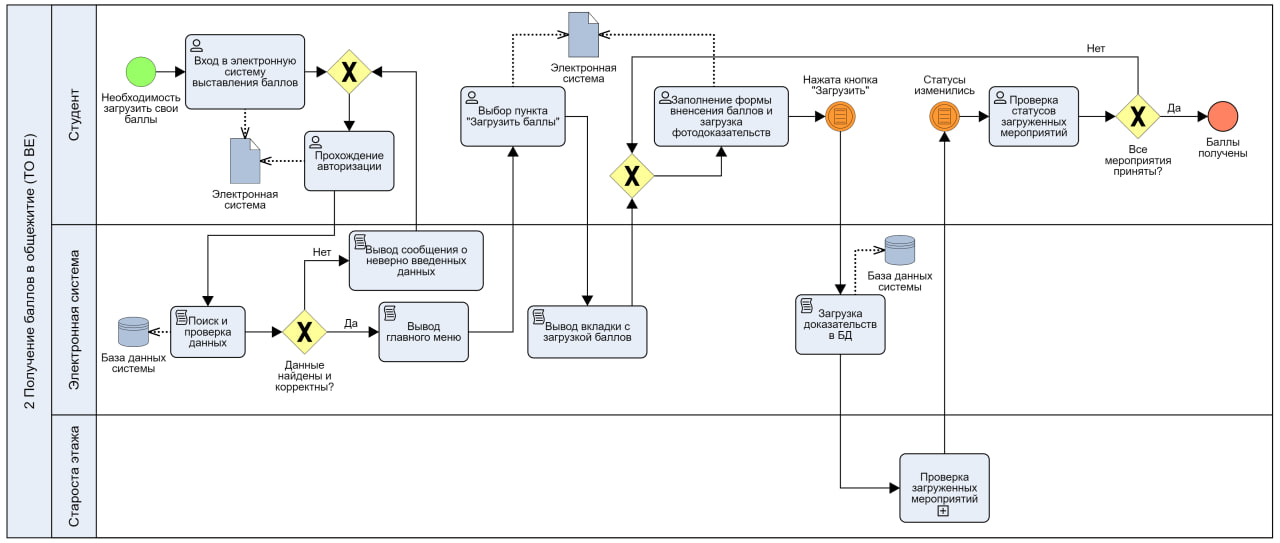 2 Получение баллов в общежитие (TO BE)
Студент
Необходимость
загрузить свои
баллы
Вход в электронную
систему
выставления баллов
Электронная
система
Прохождение
авторизации
Выбор пункта
"Загрузить баллы"
Электронная
система
Заполнение формы
вненсения баллов и
загрузка
фотодоказательств
Нажата кнопка
"Загрузить"
Статусы
изменились
Проверка
статусов
загруженных
мероприятий
Нет
Да
Все
мероприятия
приняты?
Баллы
получены
Электронная система
База данных
системы
Поиск и
проверка
данных
Данные
найдены и
корректны?
Нет
Вывод сообщения о
неверно введенных
данных
Да
Вывод
главного меню
Вывод вкладки с
загрузкой баллов
Загрузка
доказательств
в БД
База данных
системы
Староста этажа
Проверка
загруженных
мероприятий